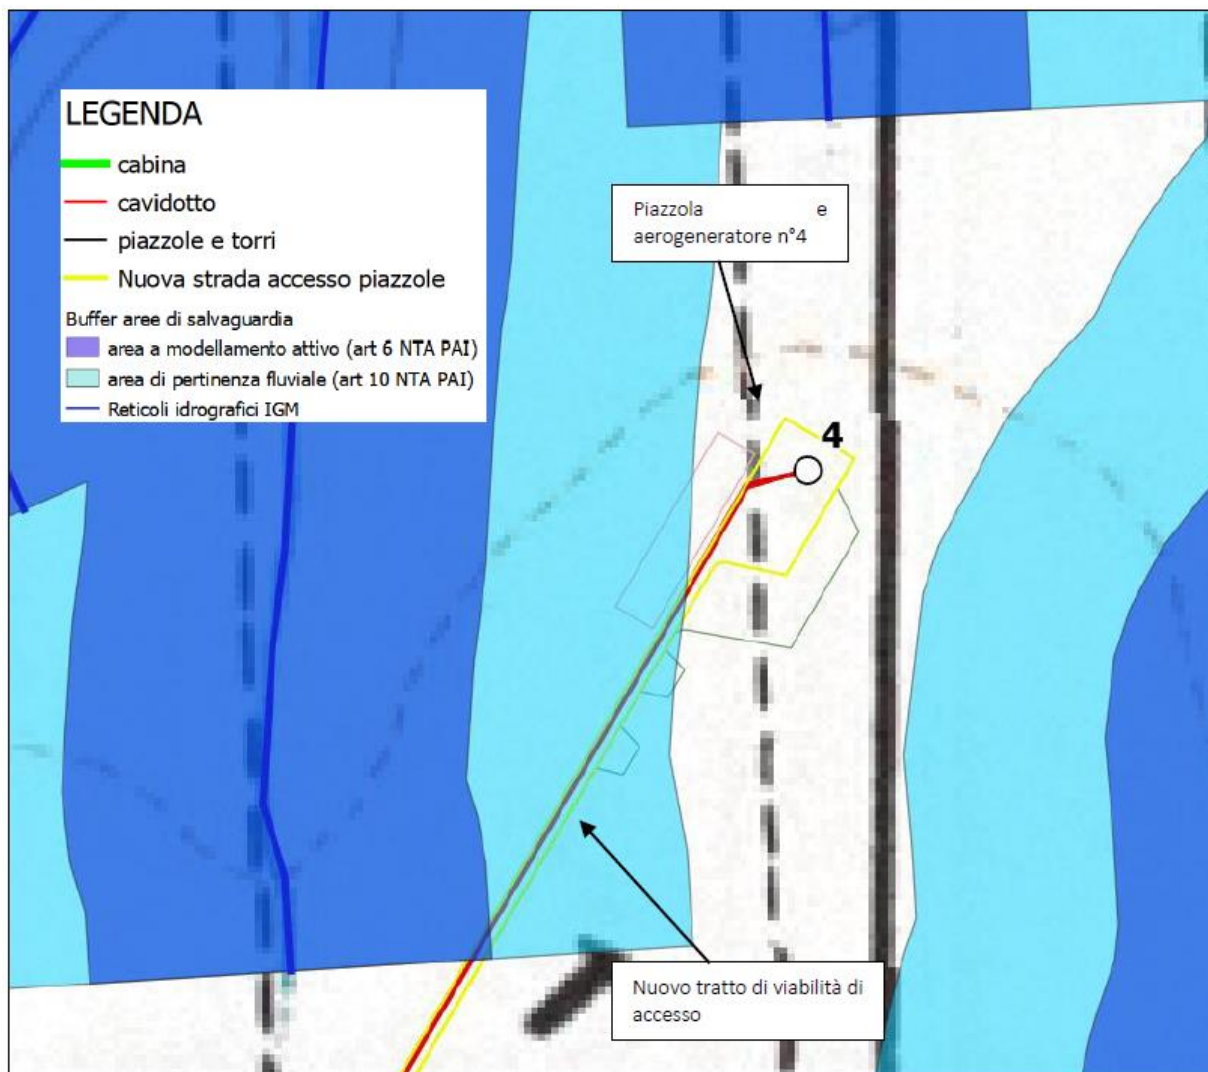 LEGENDA
cabina
cavidotto
piazzole e torri
Nuova strada accesso piazzole
Buffer aree di salvaguardia
area a modellamento attivo (art 6 NTA PAI)
area di pertinenza fluviale (art 10 NTA PAI)
Reticoli idrografici IGM
Piazzola e
aerogeneratore n°4
4
Nuovo tratto di viabilità di
accesso